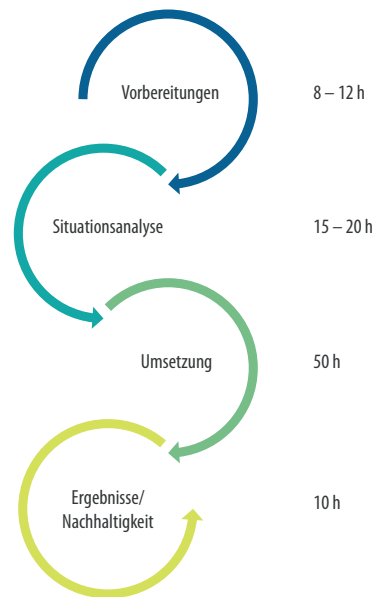 Vorbereitungen 8 – 12 h
Situationsanalyse 15 – 20 h
Umsetzung 50 h
Ergebnisse/
Nachhaltigkeit 10 h